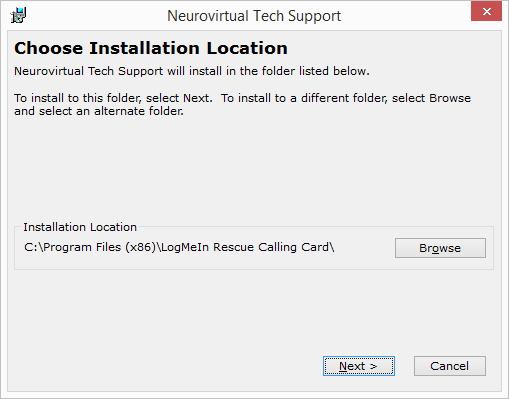 Neurovirtual Tech Support
Choose Installation Location
Neurovirtual Tech Support will install in the folder listed below.
To install to this folder, select Next.  To install to a different folder, select Browse
and select an alternate folder.
Installation Location
C:\Program Files (x86)\LogMeIn Rescue Calling Card\
Browse
Next >
Cancel